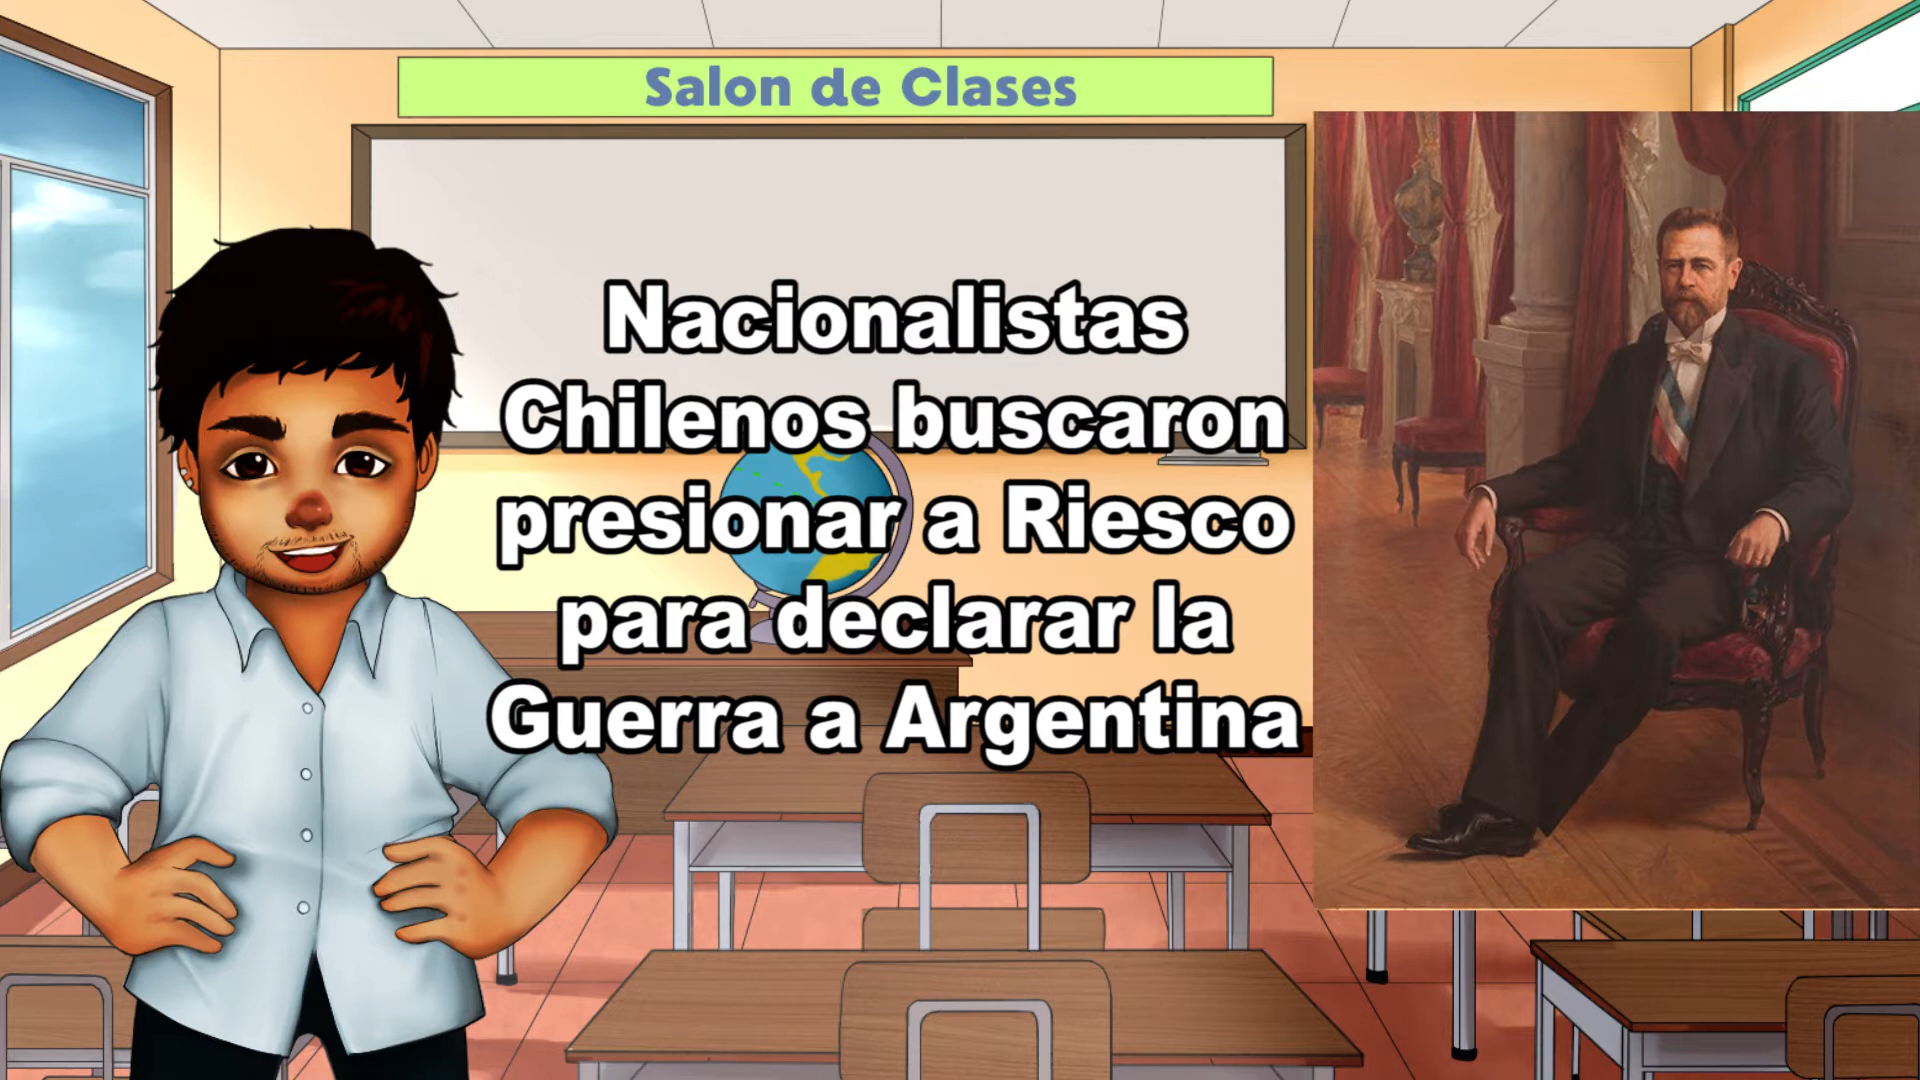 Salon de Clases
Nacionalistas
Chilenos buscaron
presionar a Riesco
para declarar la
Guerra a Argentina